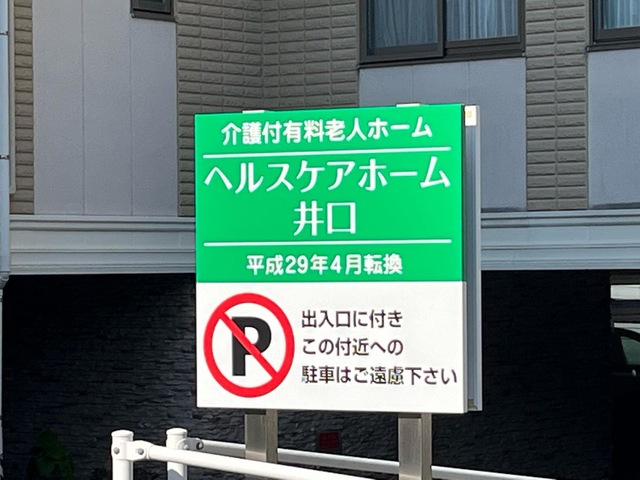 介護付有料老人ホーム
ヘルスケアホーム
井口
平成29年4月転換
P
出入口に付き
この付近への
駐車はご遠慮下さい